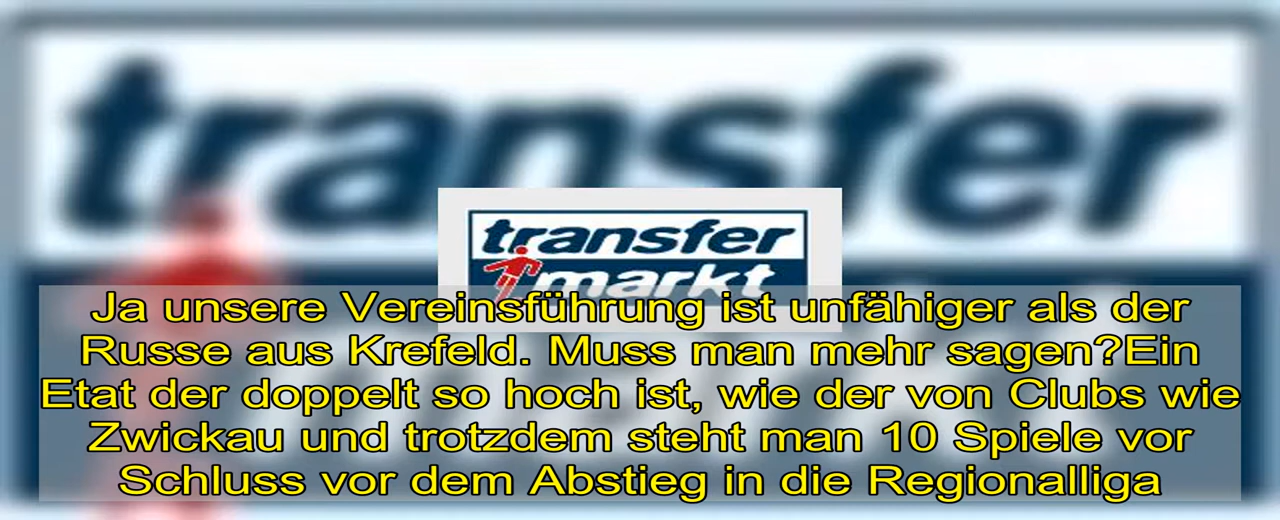 transfer
transfer
markt
Ja unsere Vereinsführung ist unfähiger als der
Russe aus Krefeld. Muss man mehr sagen?Ein
Etat der doppelt so hoch ist, wie der von Clubs wie
Zwickau und trotzdem steht man 10 Spiele vor
Schluss vor dem Abstieg in die Regionalliga